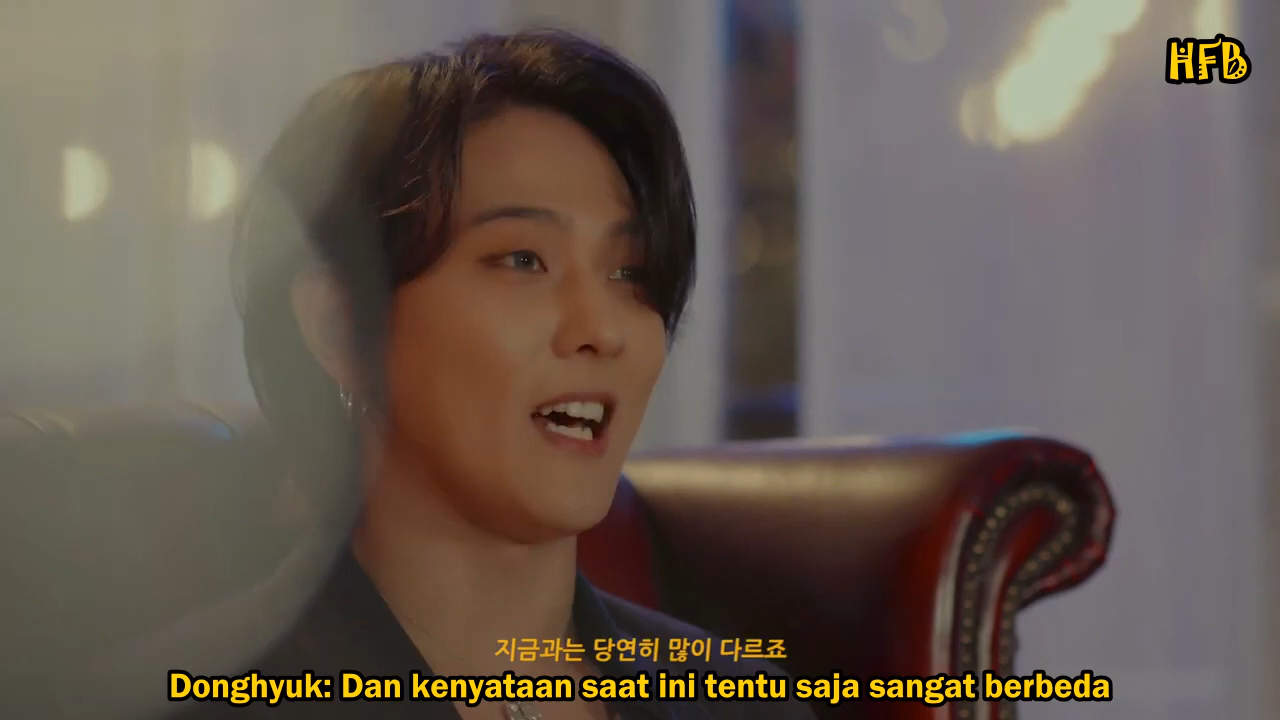 HFB
지금과는 당연히 많이 다르죠
Donghyuk: Dan kenyataan saat ini tentu saja sangat berbeda